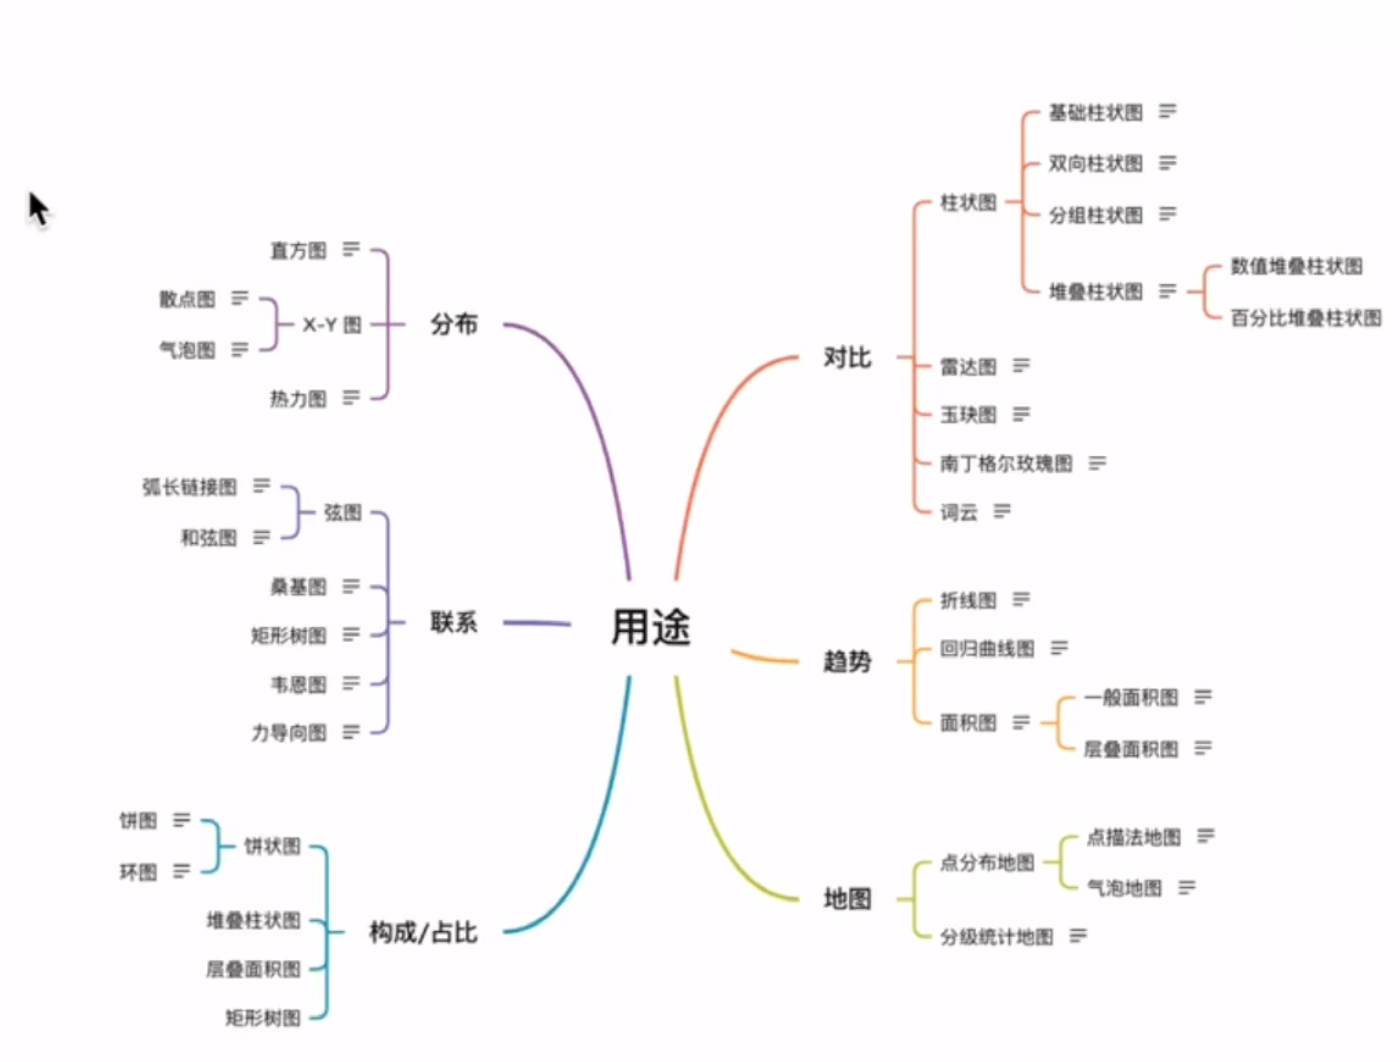 用途
对比
柱状图
基础柱状图
双向柱状图
分组柱状图
堆叠柱状图
数值堆叠柱状图
百分比堆叠柱状图
雷达图
玉玦图
南丁格尔玫瑰图
词云
趋势
折线图
回归曲线图
面积图
一般面积图
层叠面积图
地图
点分布地图
点描法地图
气泡地图
分级统计地图
分布
直方图
X-Y 图
散点图
气泡图
热力图
联系
弦图
弧长链接图
和弦图
桑基图
矩形树图
韦恩图
力导向图
构成/占比
饼状图
饼图
环图
堆叠柱状图
层叠面积图
矩形树图